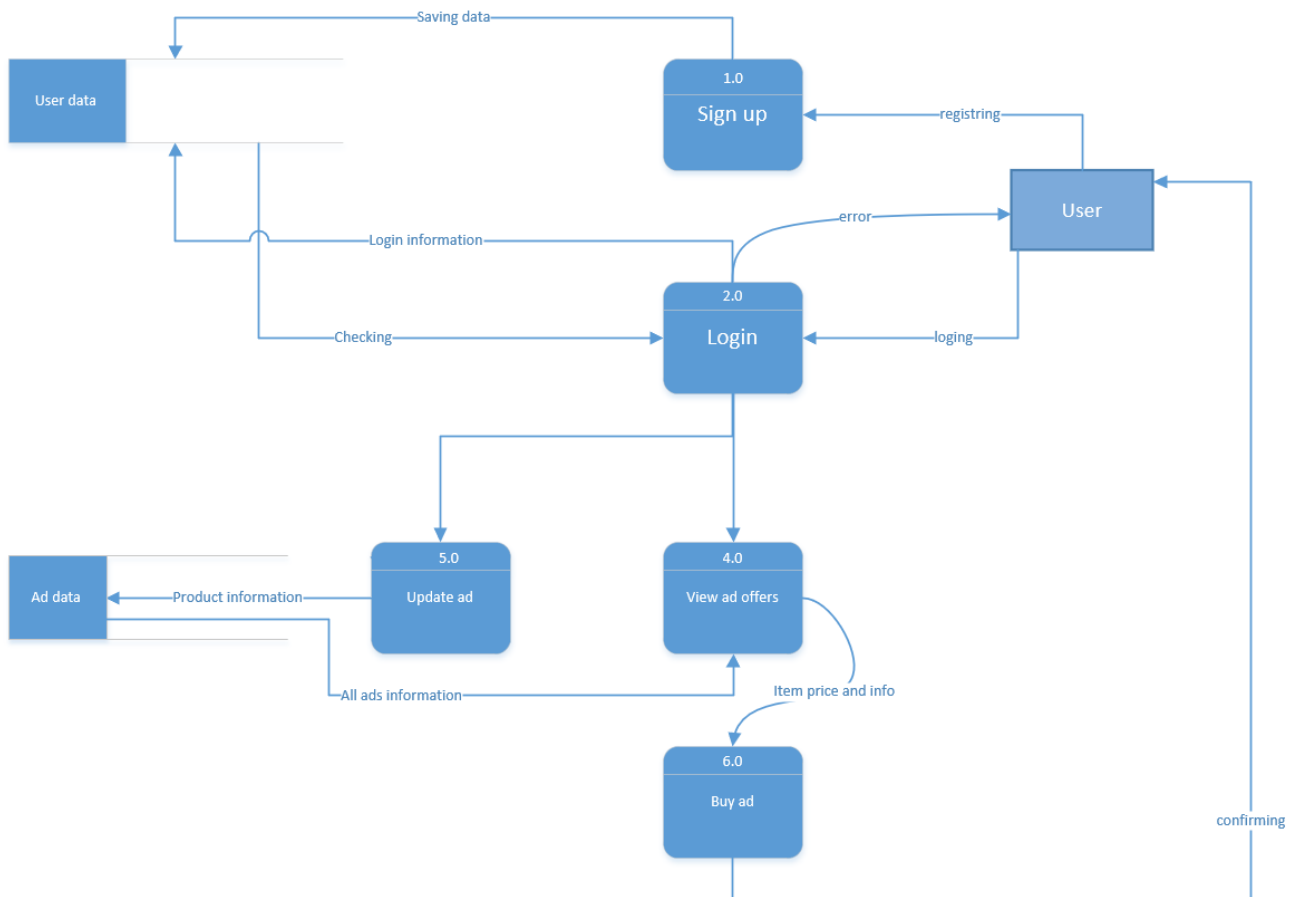 Saving data
User data
1.0
Sign up
registring
User
error
Login information
2.0
Login
Checking
loging
Ad data
Product information
5.0
Update ad
4.0
View ad offers
All ads information
Item price and info
6.0
Buy ad
confirming